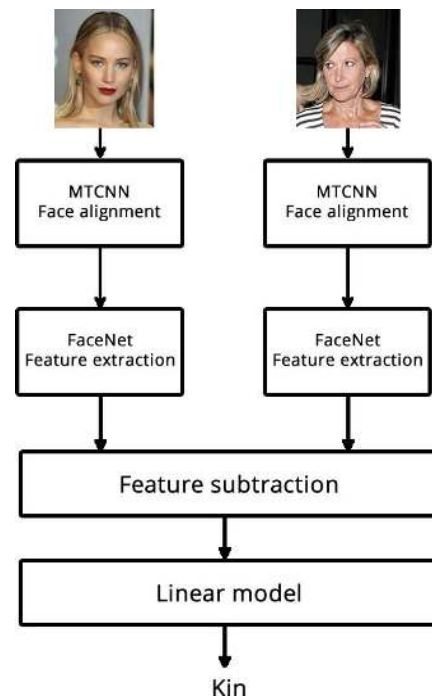 MTCNN
Face alignment
MTCNN
Face alignment
FaceNet
Feature extraction
FaceNet
Feature extraction
Feature subtraction
Linear model
Kin